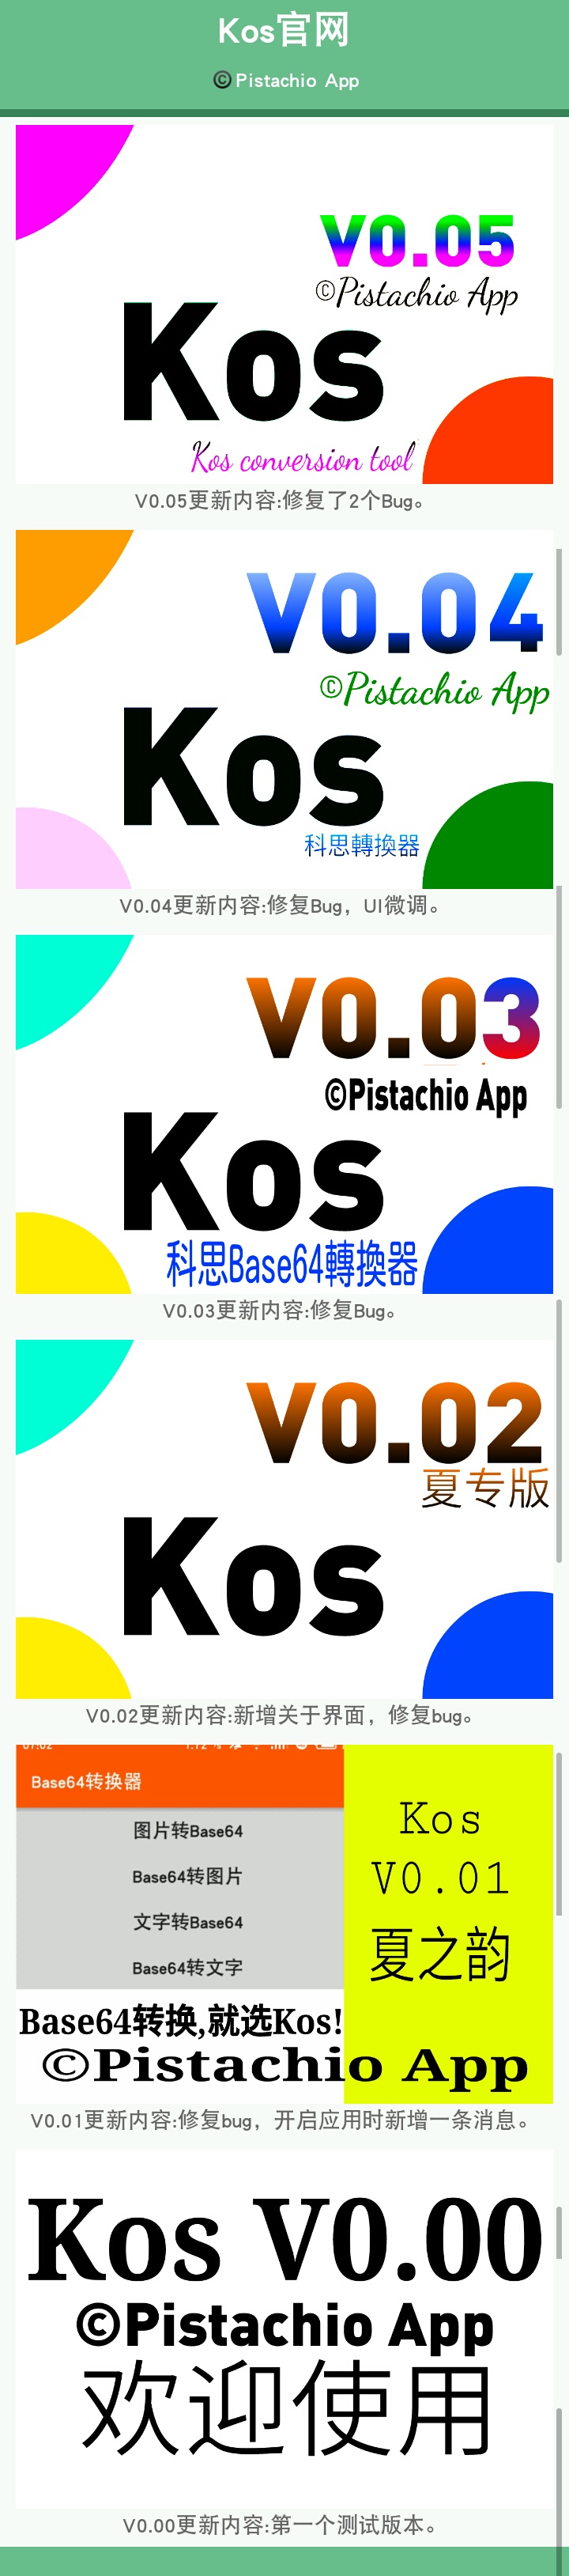 Kos官网
©Pistachio App
V0.05
©Pistachio App
Kos
Kos conversion tool
V0.05更新内容:修复了2个Bug。
V0.04
©Pistachio App
Kos
科思轉換器
V0.04更新内容:修复Bug，UI微调。
V0.03
©Pistachio App
Kos
科思Base64轉換器
V0.03更新内容:修复Bug。
V0.02
夏专版
Kos
V0.02更新内容:新增关于界面，修复bug。
Base64转换器
图片转Base64
Base64转图片
文字转Base64
Base64转文字
Kos
V0.01
夏之韵
Base64转换,就选Kos!
©Pistachio App
V0.01更新内容:修复bug，开启应用时新增一条消息。
Kos V0.00
©Pistachio App
欢迎使用
V0.00更新内容:第一个测试版本。